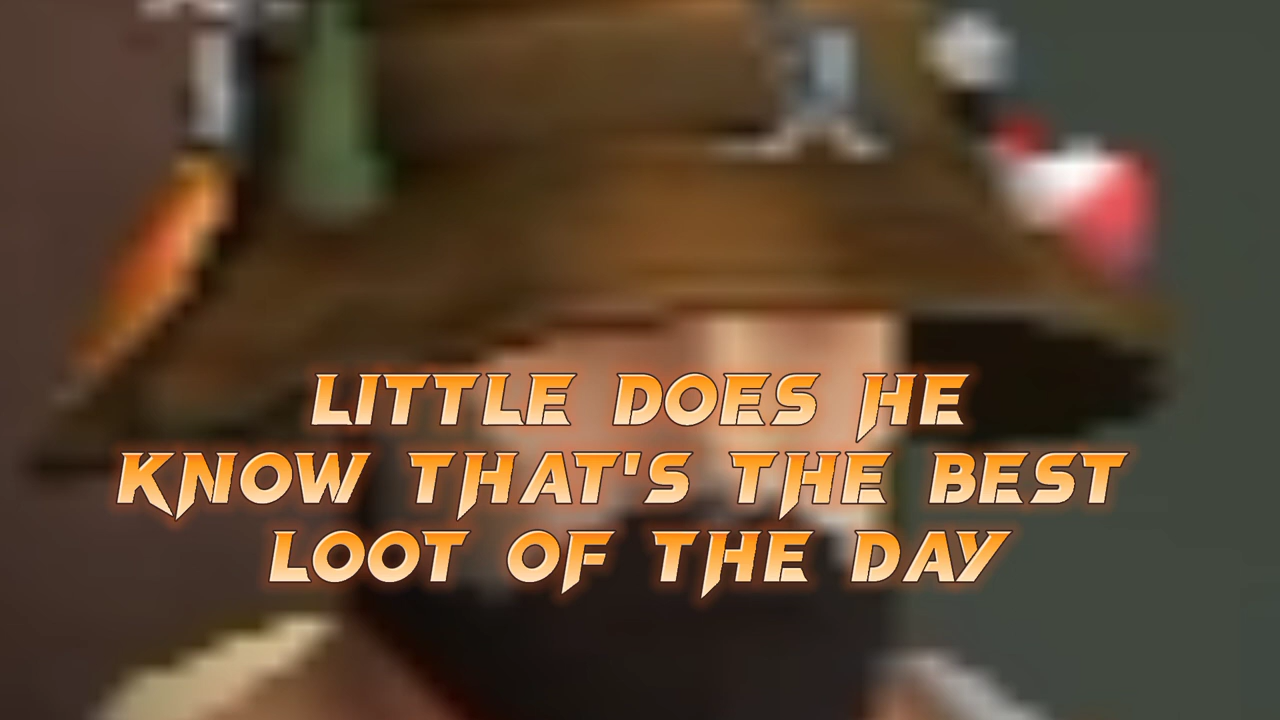 LITTLE DOES HE
KNOW THAT'S THE BEST
LOOT OF THE DAY